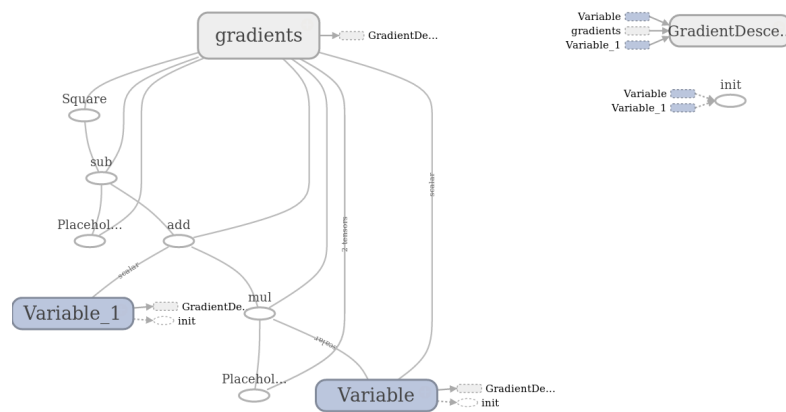 gradients
GradientDe...
Variable
gradients
Variable_1
GradientDesce...
Square
Variable
Variable_1
init
sub
scalar
Placehol...
add
2 tensors
scalar
Variable_1
GradientDe...
init
mul
scalar
Placehol...
Variable
GradientDe...
init